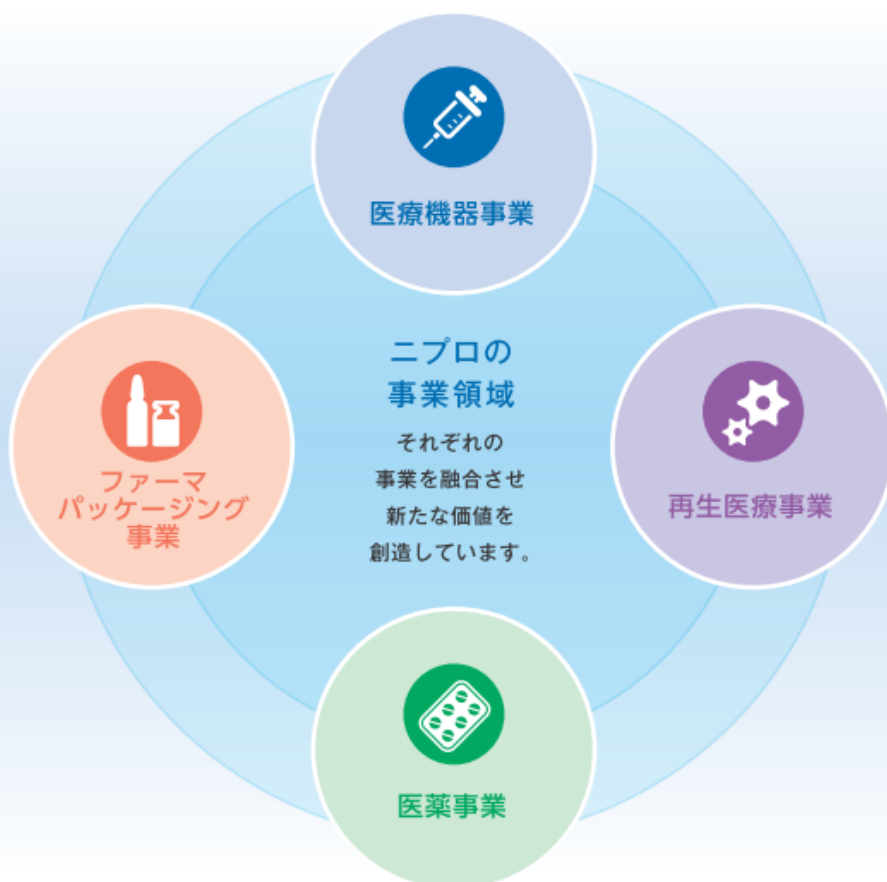 医療機器事業
ニプロの
事業領域
それぞれの
事業を融合させ
新たな価値を
創造しています。
ファーマ
パッケージング
事業
再生医療事業
医薬事業